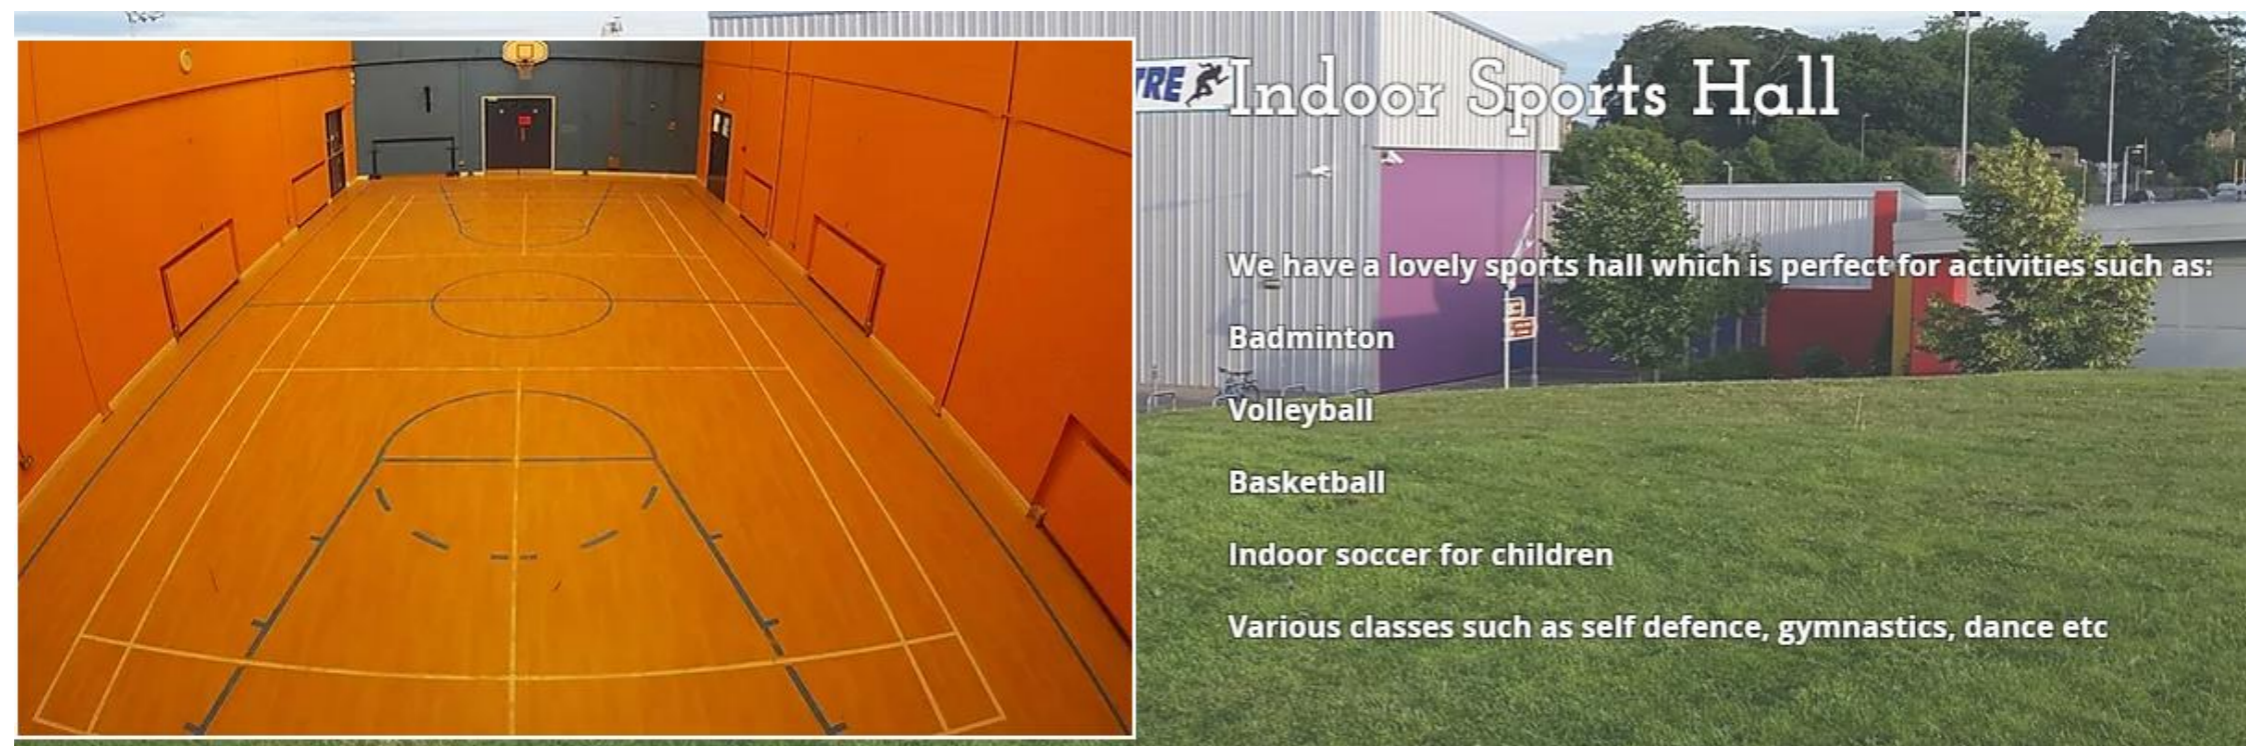 TRE
Indoor Sports Hall
We have a lovely sports hall which is perfect for activities such as:
Badminton
Volleyball
Basketball
Indoor soccer for children
Various classes such as self defence, gymnastics, dance etc